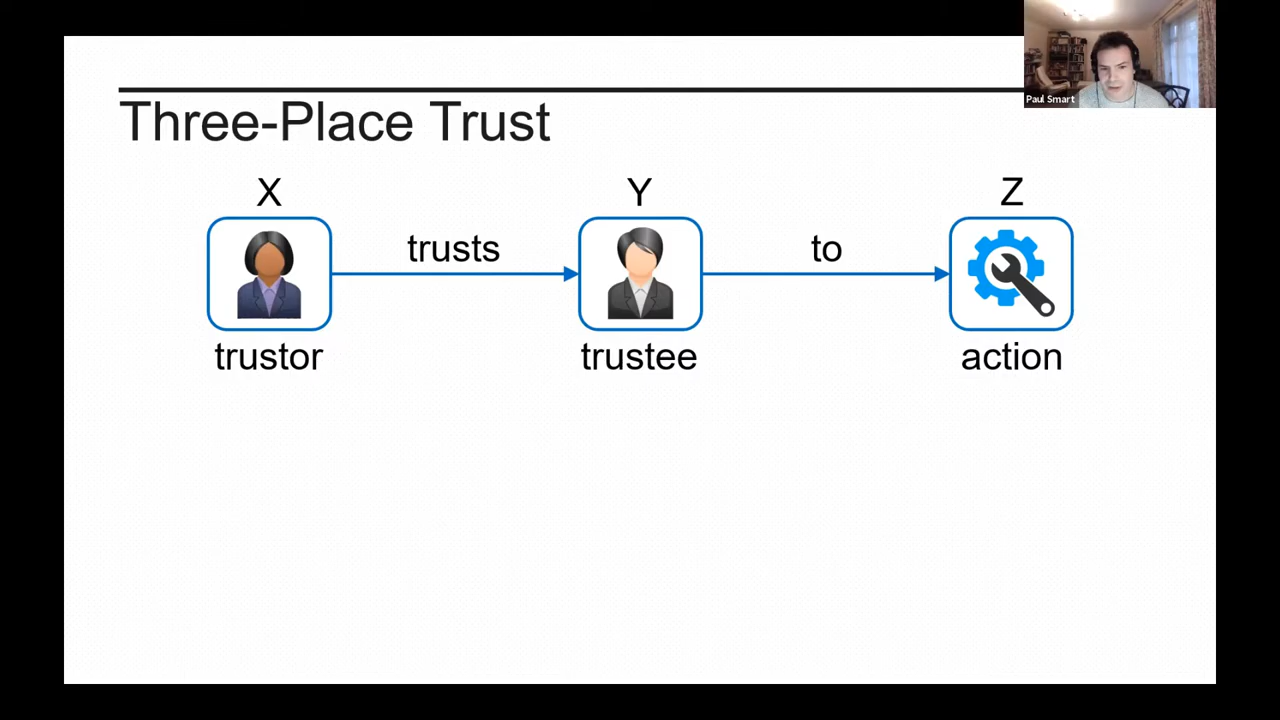 Paul Smart
Three-Place Trust
X
Y
Z
trusts
to
trustor
trustee
action